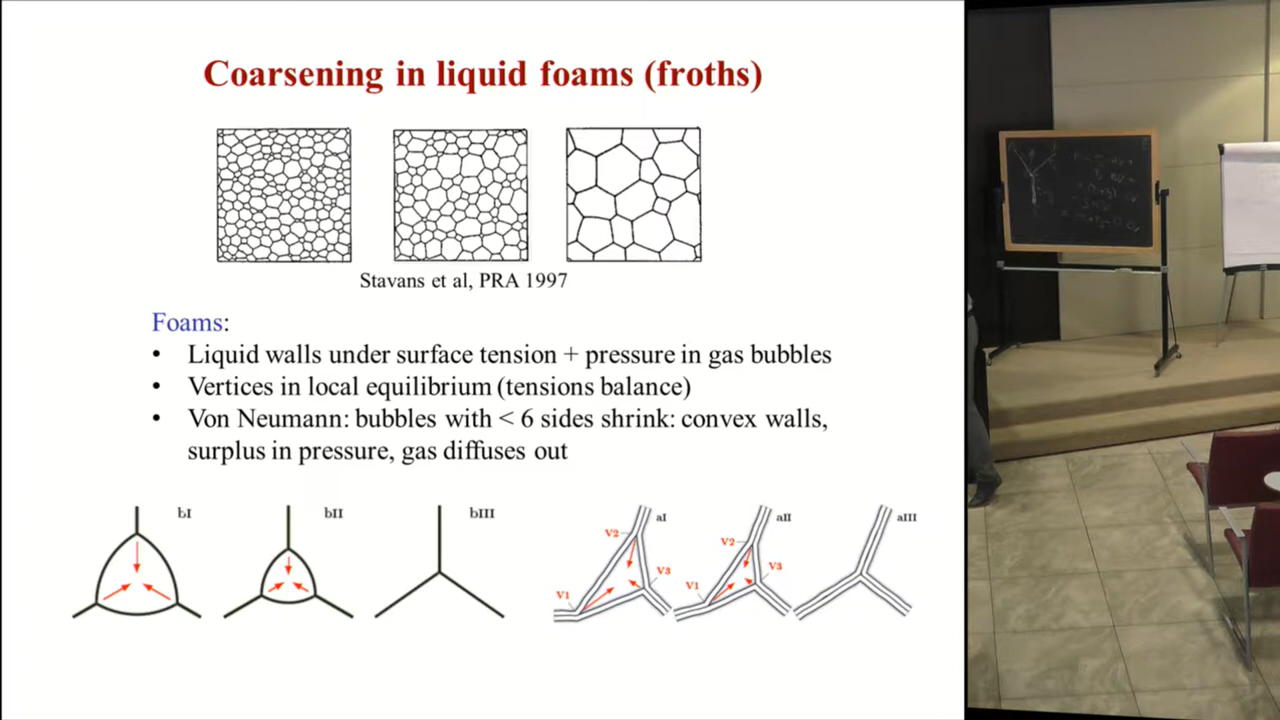 Coarsening in liquid foams (froths)
Stavans et al, PRA 1997
Foams:
• Liquid walls under surface tension + pressure in gas bubbles
• Vertices in local equilibrium (tensions balance)
• Von Neumann: bubbles with < 6 sides shrink: convex walls,
surplus in pressure, gas diffuses out
bI
bII
bIII
aI
V2
V3
V1
aII
V2
V3
V1
aIII